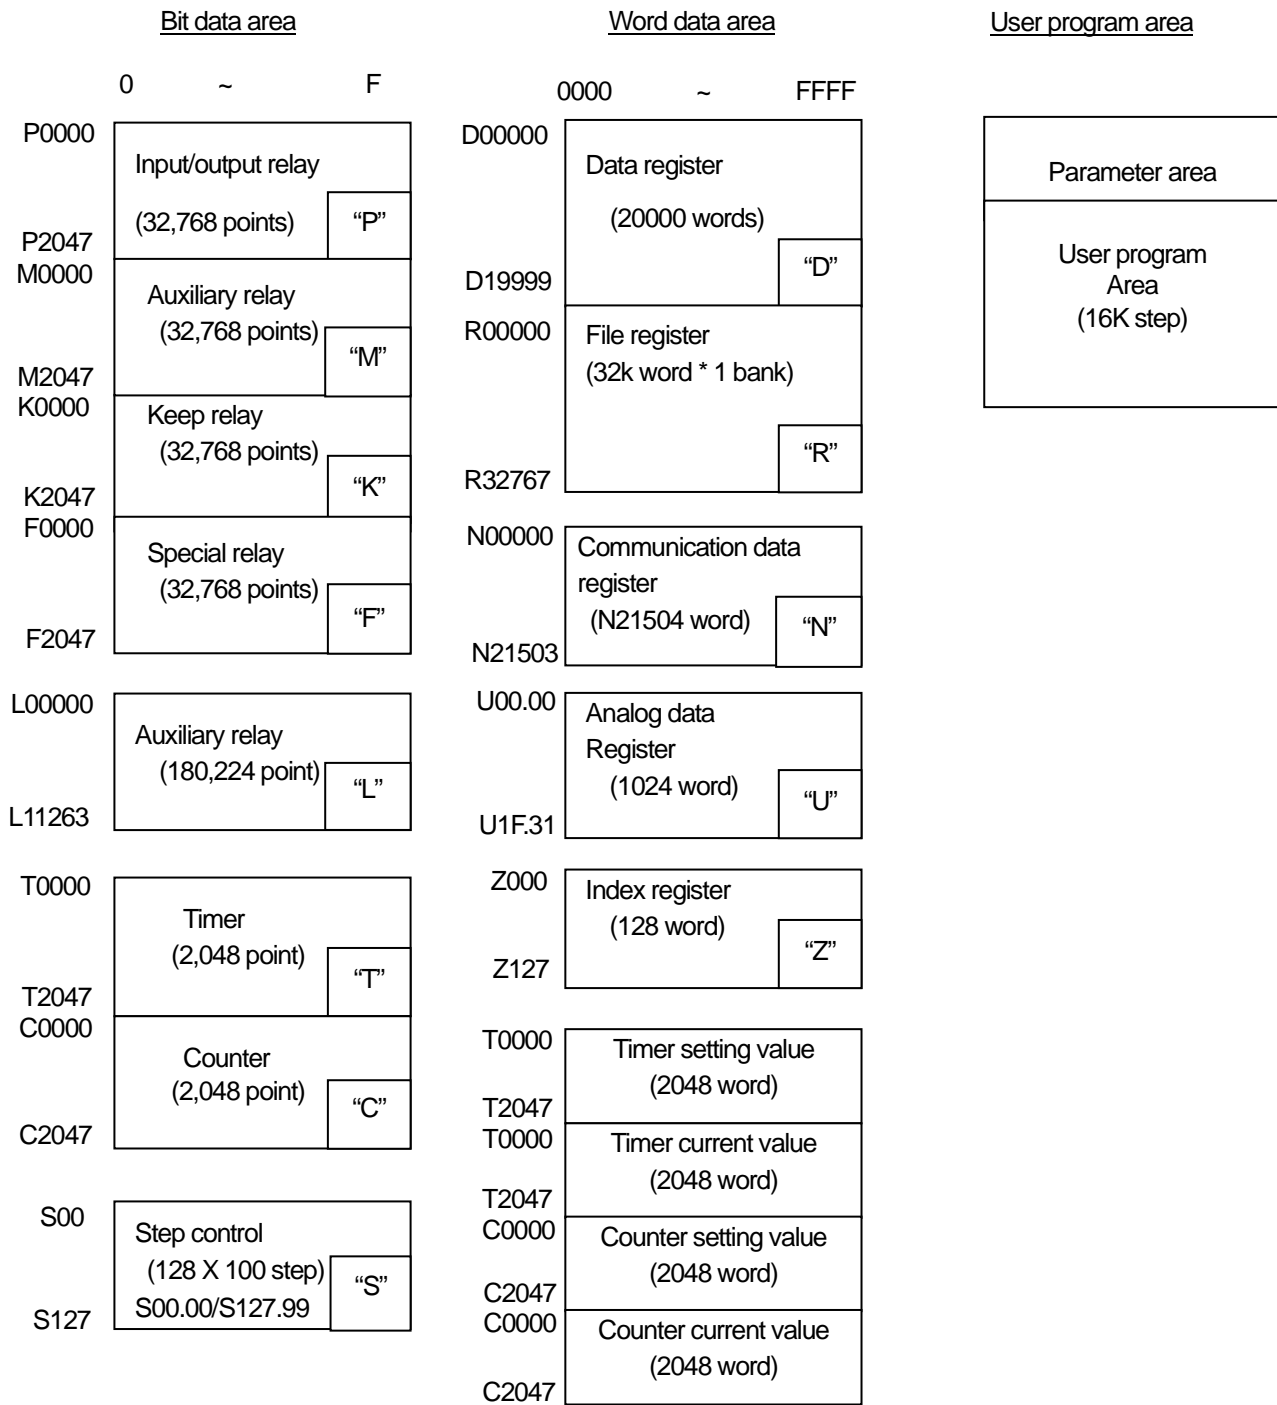 Bit data area
0 ~ F
P0000
Input/output relay
(32,768 points)
“P”
P2047
M0000
Auxiliary relay
(32,768 points)
“M”
M2047
K0000
Keep relay
(32,768 points)
“K”
K2047
F0000
Special relay
(32,768 points)
“F”
F2047
L00000
Auxiliary relay
(180,224 point)
“L”
L11263
T0000
Timer
(2,048 point)
“T”
T2047
C0000
Counter
(2,048 point)
“C”
C2047
S00
Step control
(128 X 100 step)
S00.00/S127.99
“S”
S127
Word data area
0000 ~ FFFF
D00000
Data register
(20000 words)
“D”
D19999
R00000
File register
(32k word * 1 bank)
“R”
R32767
N00000
Communication data
register
(N21504 word)
“N”
N21503
U00.00
Analog data
Register
(1024 word)
“U”
U1F.31
Z000
Index register
(128 word)
“Z”
Z127
T0000
Timer setting value
(2048 word)
T2047
T0000
Timer current value
(2048 word)
T2047
C0000
Counter setting value
(2048 word)
C2047
C0000
Counter current value
(2048 word)
C2047
User program area
Parameter area
User program
Area
(16K step)